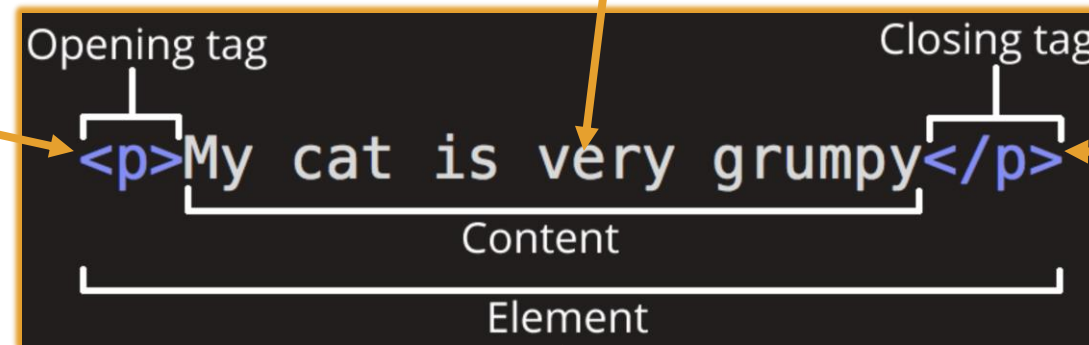 Opening tag Closing tag
<p>My cat is very grumpy</p>
Content
Element